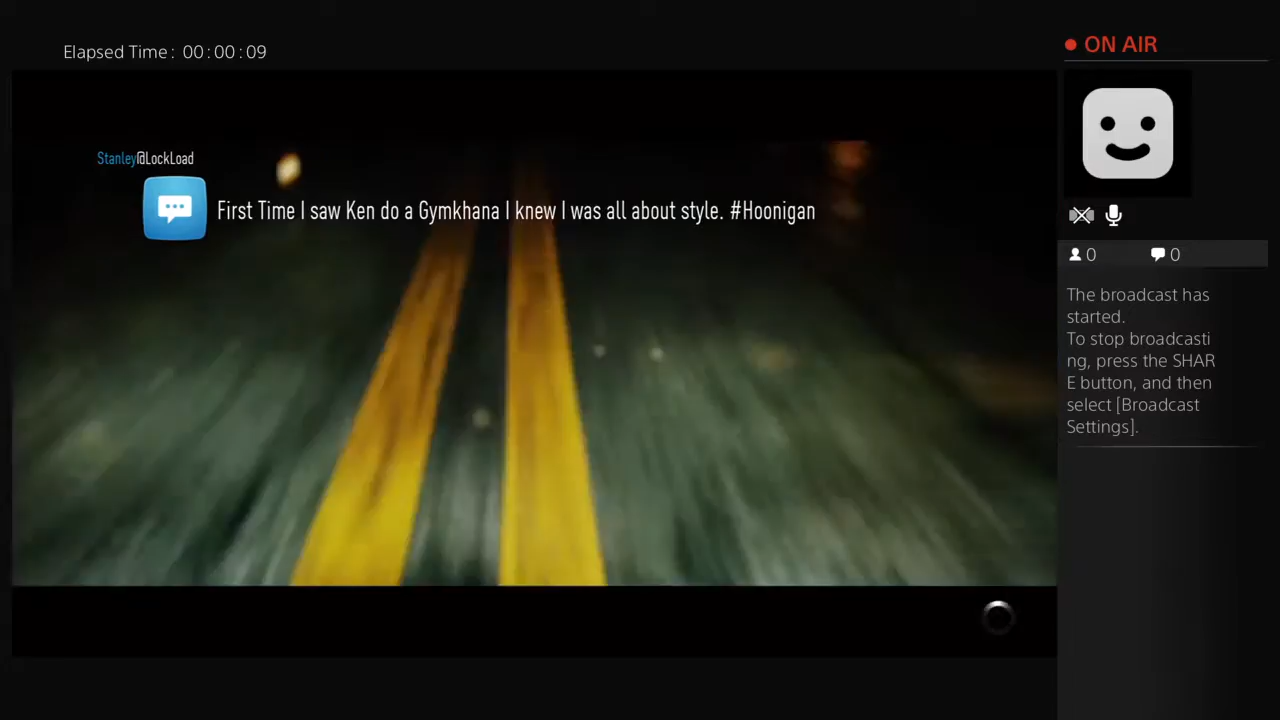 Elapsed Time: 00:00:09
ON AIR
Stanley@LockLoad
First Time I saw Ken do a Gymkhana I knew I was all about style. #Hoonigan
0 0
The broadcast has
started.
To stop broadcasti
ng, press the SHAR
E button, and then
select [Broadcast
Settings].